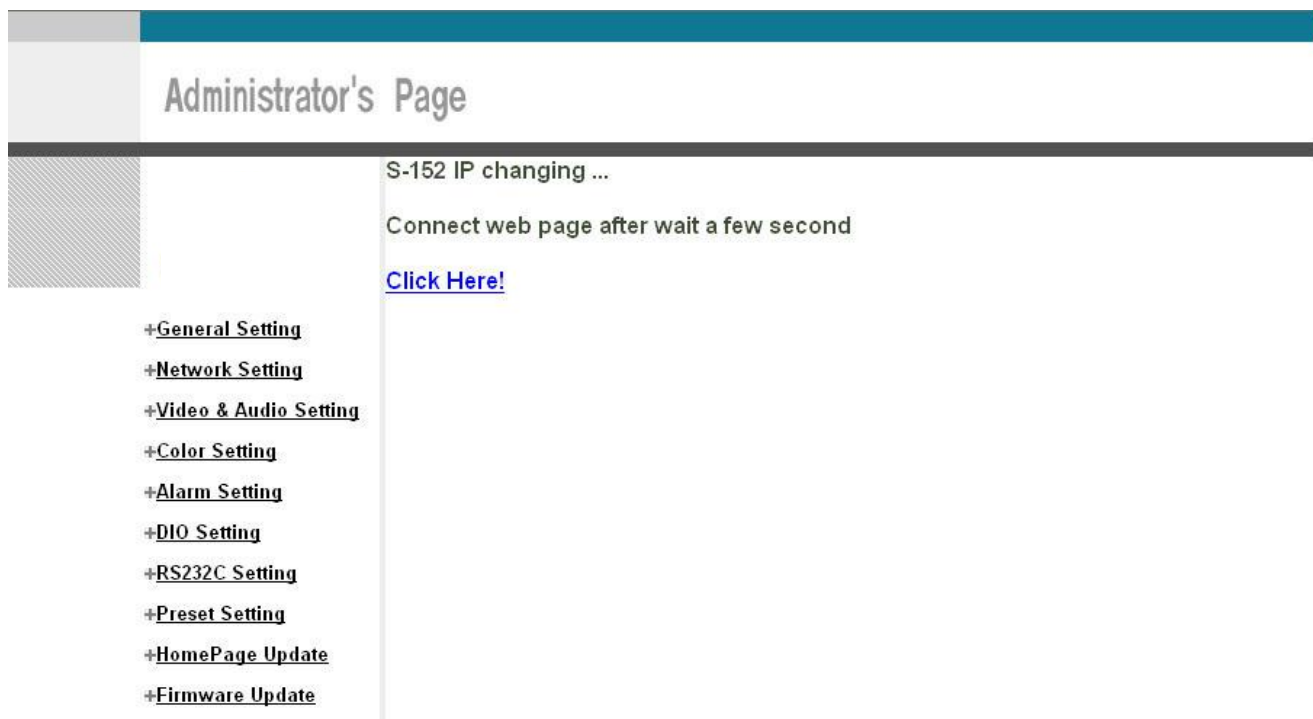 Administrator's Page
S-152 IP changing ...
Connect web page after wait a few second
Click Here!
+General Setting
+Network Setting
+Video & Audio Setting
+Color Setting
+Alarm Setting
+DIO Setting
+RS232C Setting
+Preset Setting
+HomePage Update
+Firmware Update